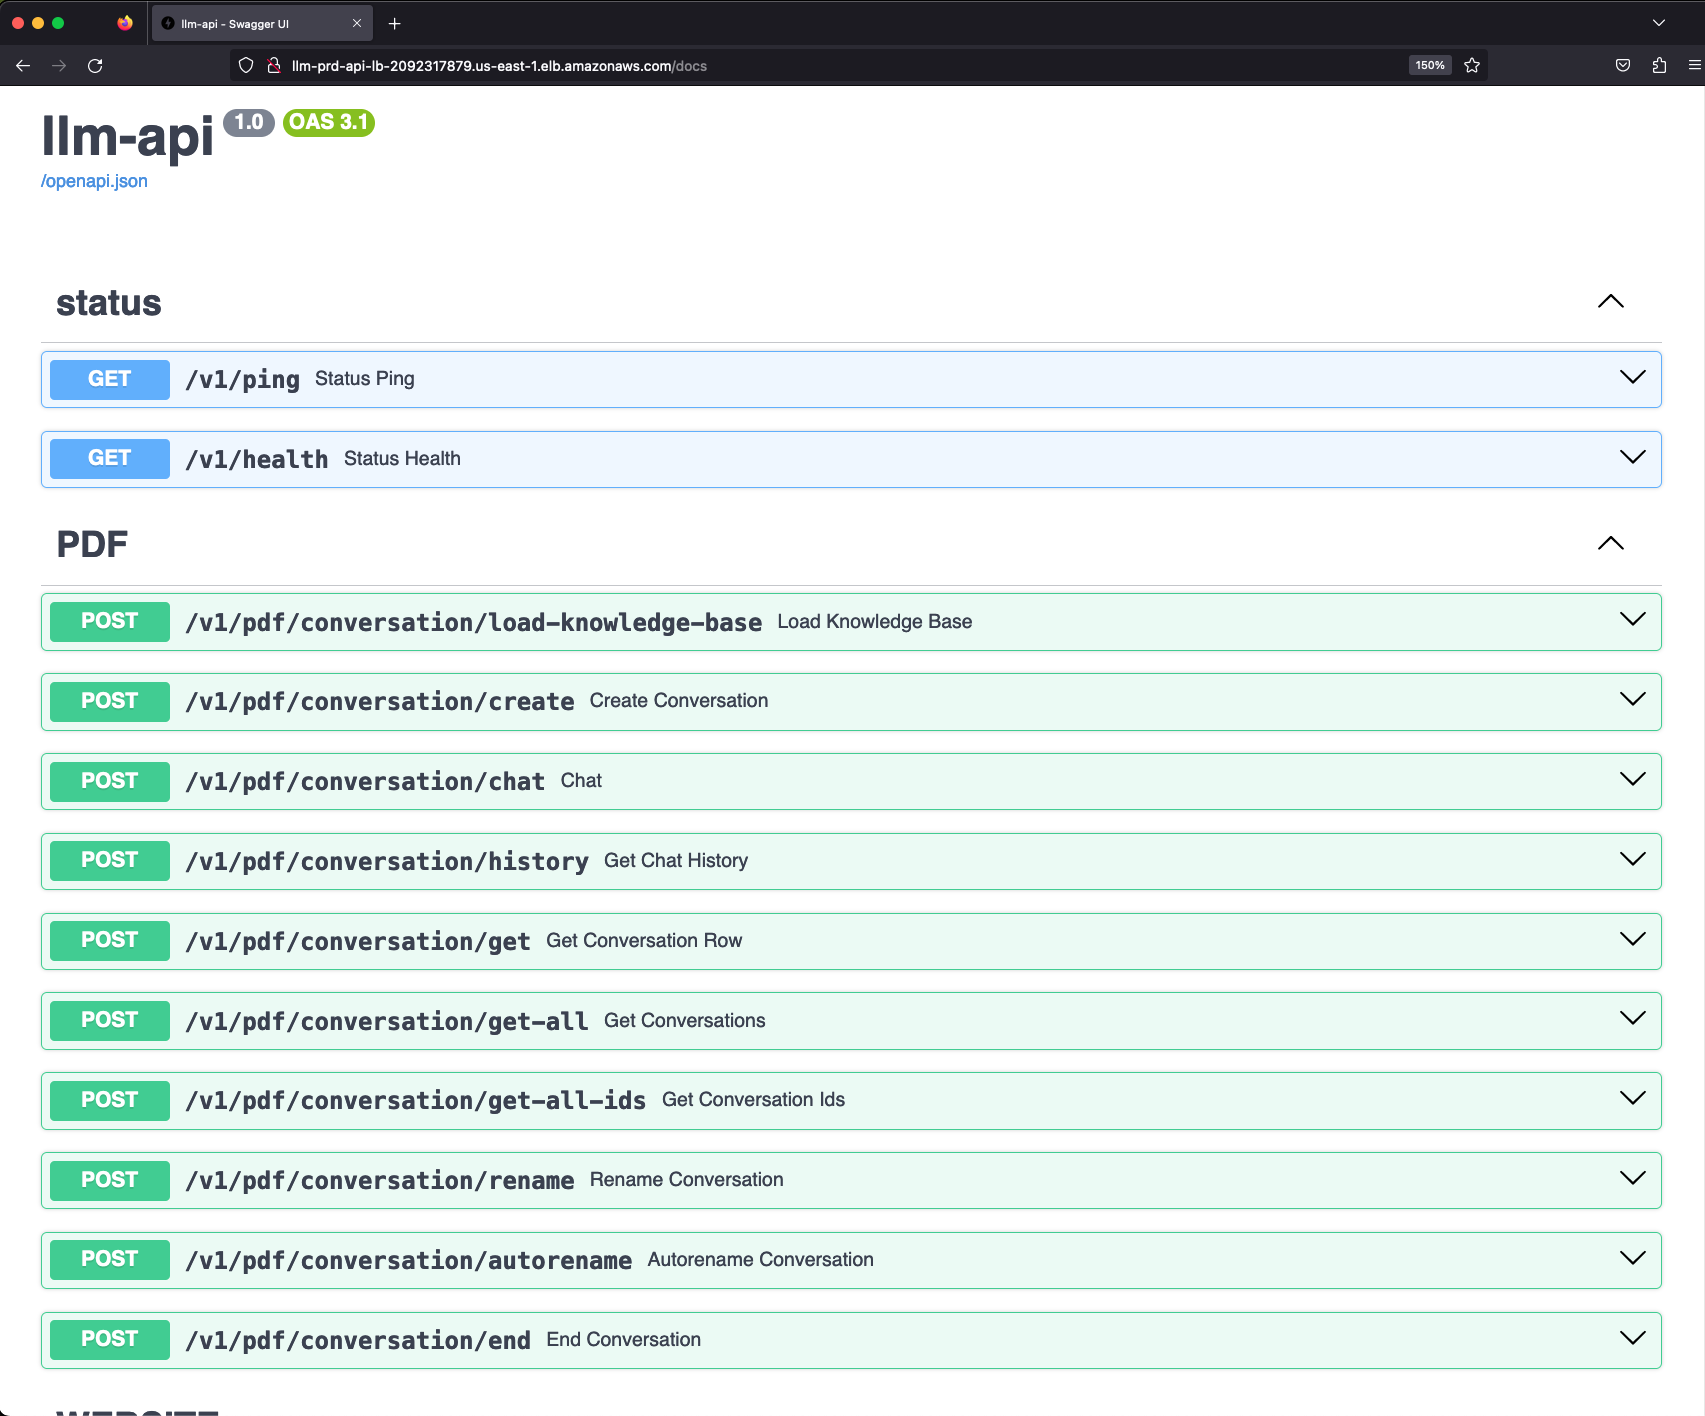 llm-api - Swagger UI
llm-prd-api-lb-2092317879.us-east-1.elb.amazonaws.com/docs 150%
llm-api 1.0 OAS 3.1
/openapi.json
status
GET /v1/ping Status Ping
GET /v1/health Status Health
PDF
POST /v1/pdf/conversation/load-knowledge-base Load Knowledge Base
POST /v1/pdf/conversation/create Create Conversation
POST /v1/pdf/conversation/chat Chat
POST /v1/pdf/conversation/history Get Chat History
POST /v1/pdf/conversation/get Get Conversation Row
POST /v1/pdf/conversation/get-all Get Conversations
POST /v1/pdf/conversation/get-all-ids Get Conversation Ids
POST /v1/pdf/conversation/rename Rename Conversation
POST /v1/pdf/conversation/autorename Autorename Conversation
POST /v1/pdf/conversation/end End Conversation
WEBSITE